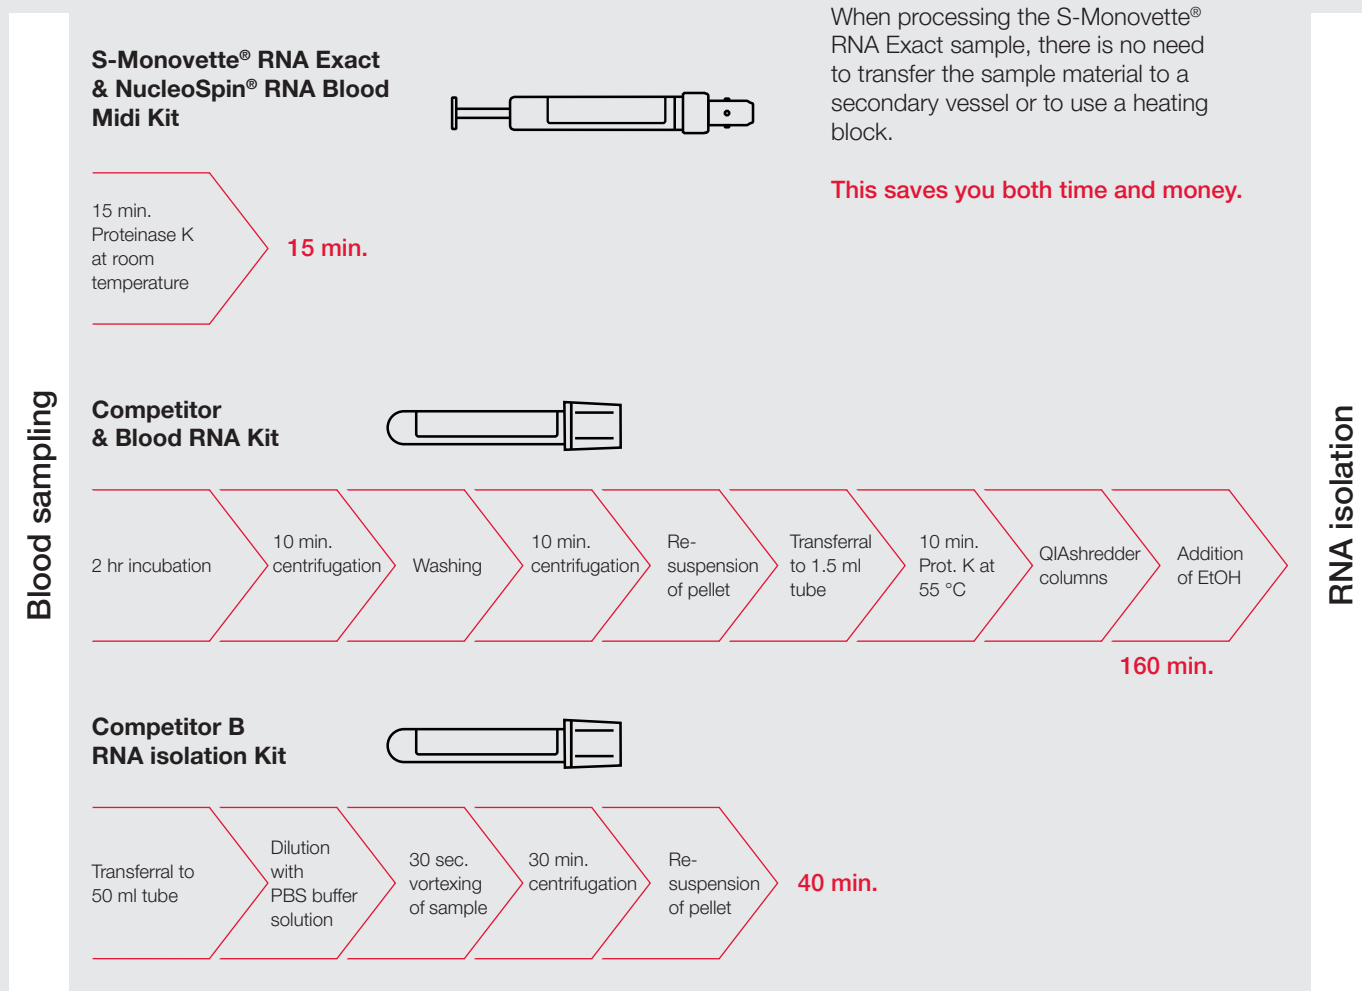 When processing the S-Monovette®
RNA Exact sample, there is no need
to transfer the sample material to a
secondary vessel or to use a heating
block.
This saves you both time and money.
S-Monovette® RNA Exact
& NucleoSpin® RNA Blood
Midi Kit
15 min.
Proteinase K
at room
temperature
15 min.
Blood sampling
RNA isolation
Competitor
& Blood RNA Kit
2 hr incubation
10 min.
centrifugation
Washing
10 min.
centrifugation
Re-
suspension
of pellet
Transferral
to 1.5 ml
tube
10 min.
Prot. K at
55 °C
QIAshredder
columns
Addition
of EtOH
160 min.
Competitor B
RNA isolation Kit
Transferral to
50 ml tube
Dilution
with
PBS buffer
solution
30 sec.
vortexing
of sample
30 min.
centrifugation
Re-
suspension
of pellet
40 min.